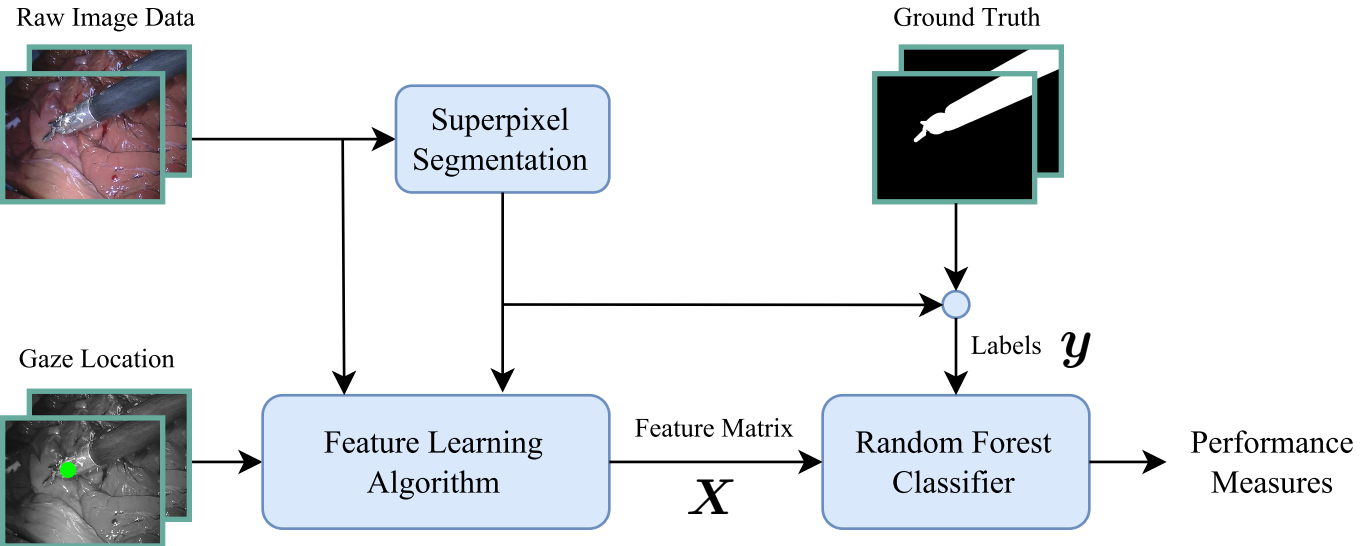 Raw Image Data
Ground Truth
Superpixel
Segmentation
Labels y
Gaze Location
Feature Learning
Algorithm
Feature Matrix
X
Random Forest
Classifier
Performance
Measures